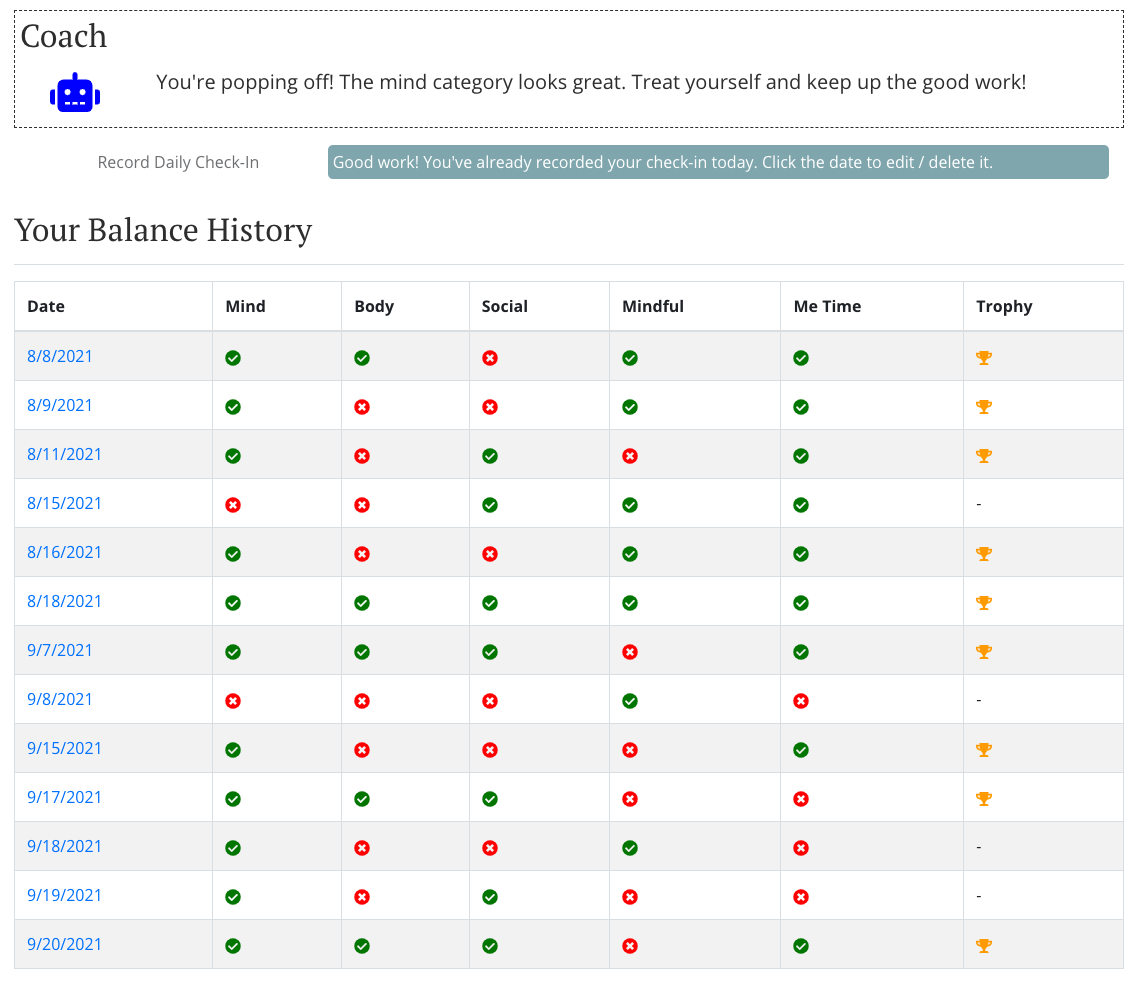 Coach
You're popping off! The mind category looks great. Treat yourself and keep up the good work!
Record Daily Check-In
Good work! You've already recorded your check-in today. Click the date to edit / delete it.
Your Balance History
Date Mind Body Social Mindful Me Time Trophy
8/8/2021
8/9/2021
8/11/2021
8/15/2021 -
8/16/2021
8/18/2021
9/7/2021
9/8/2021 -
9/15/2021
9/17/2021
9/18/2021 -
9/19/2021 -
9/20/2021